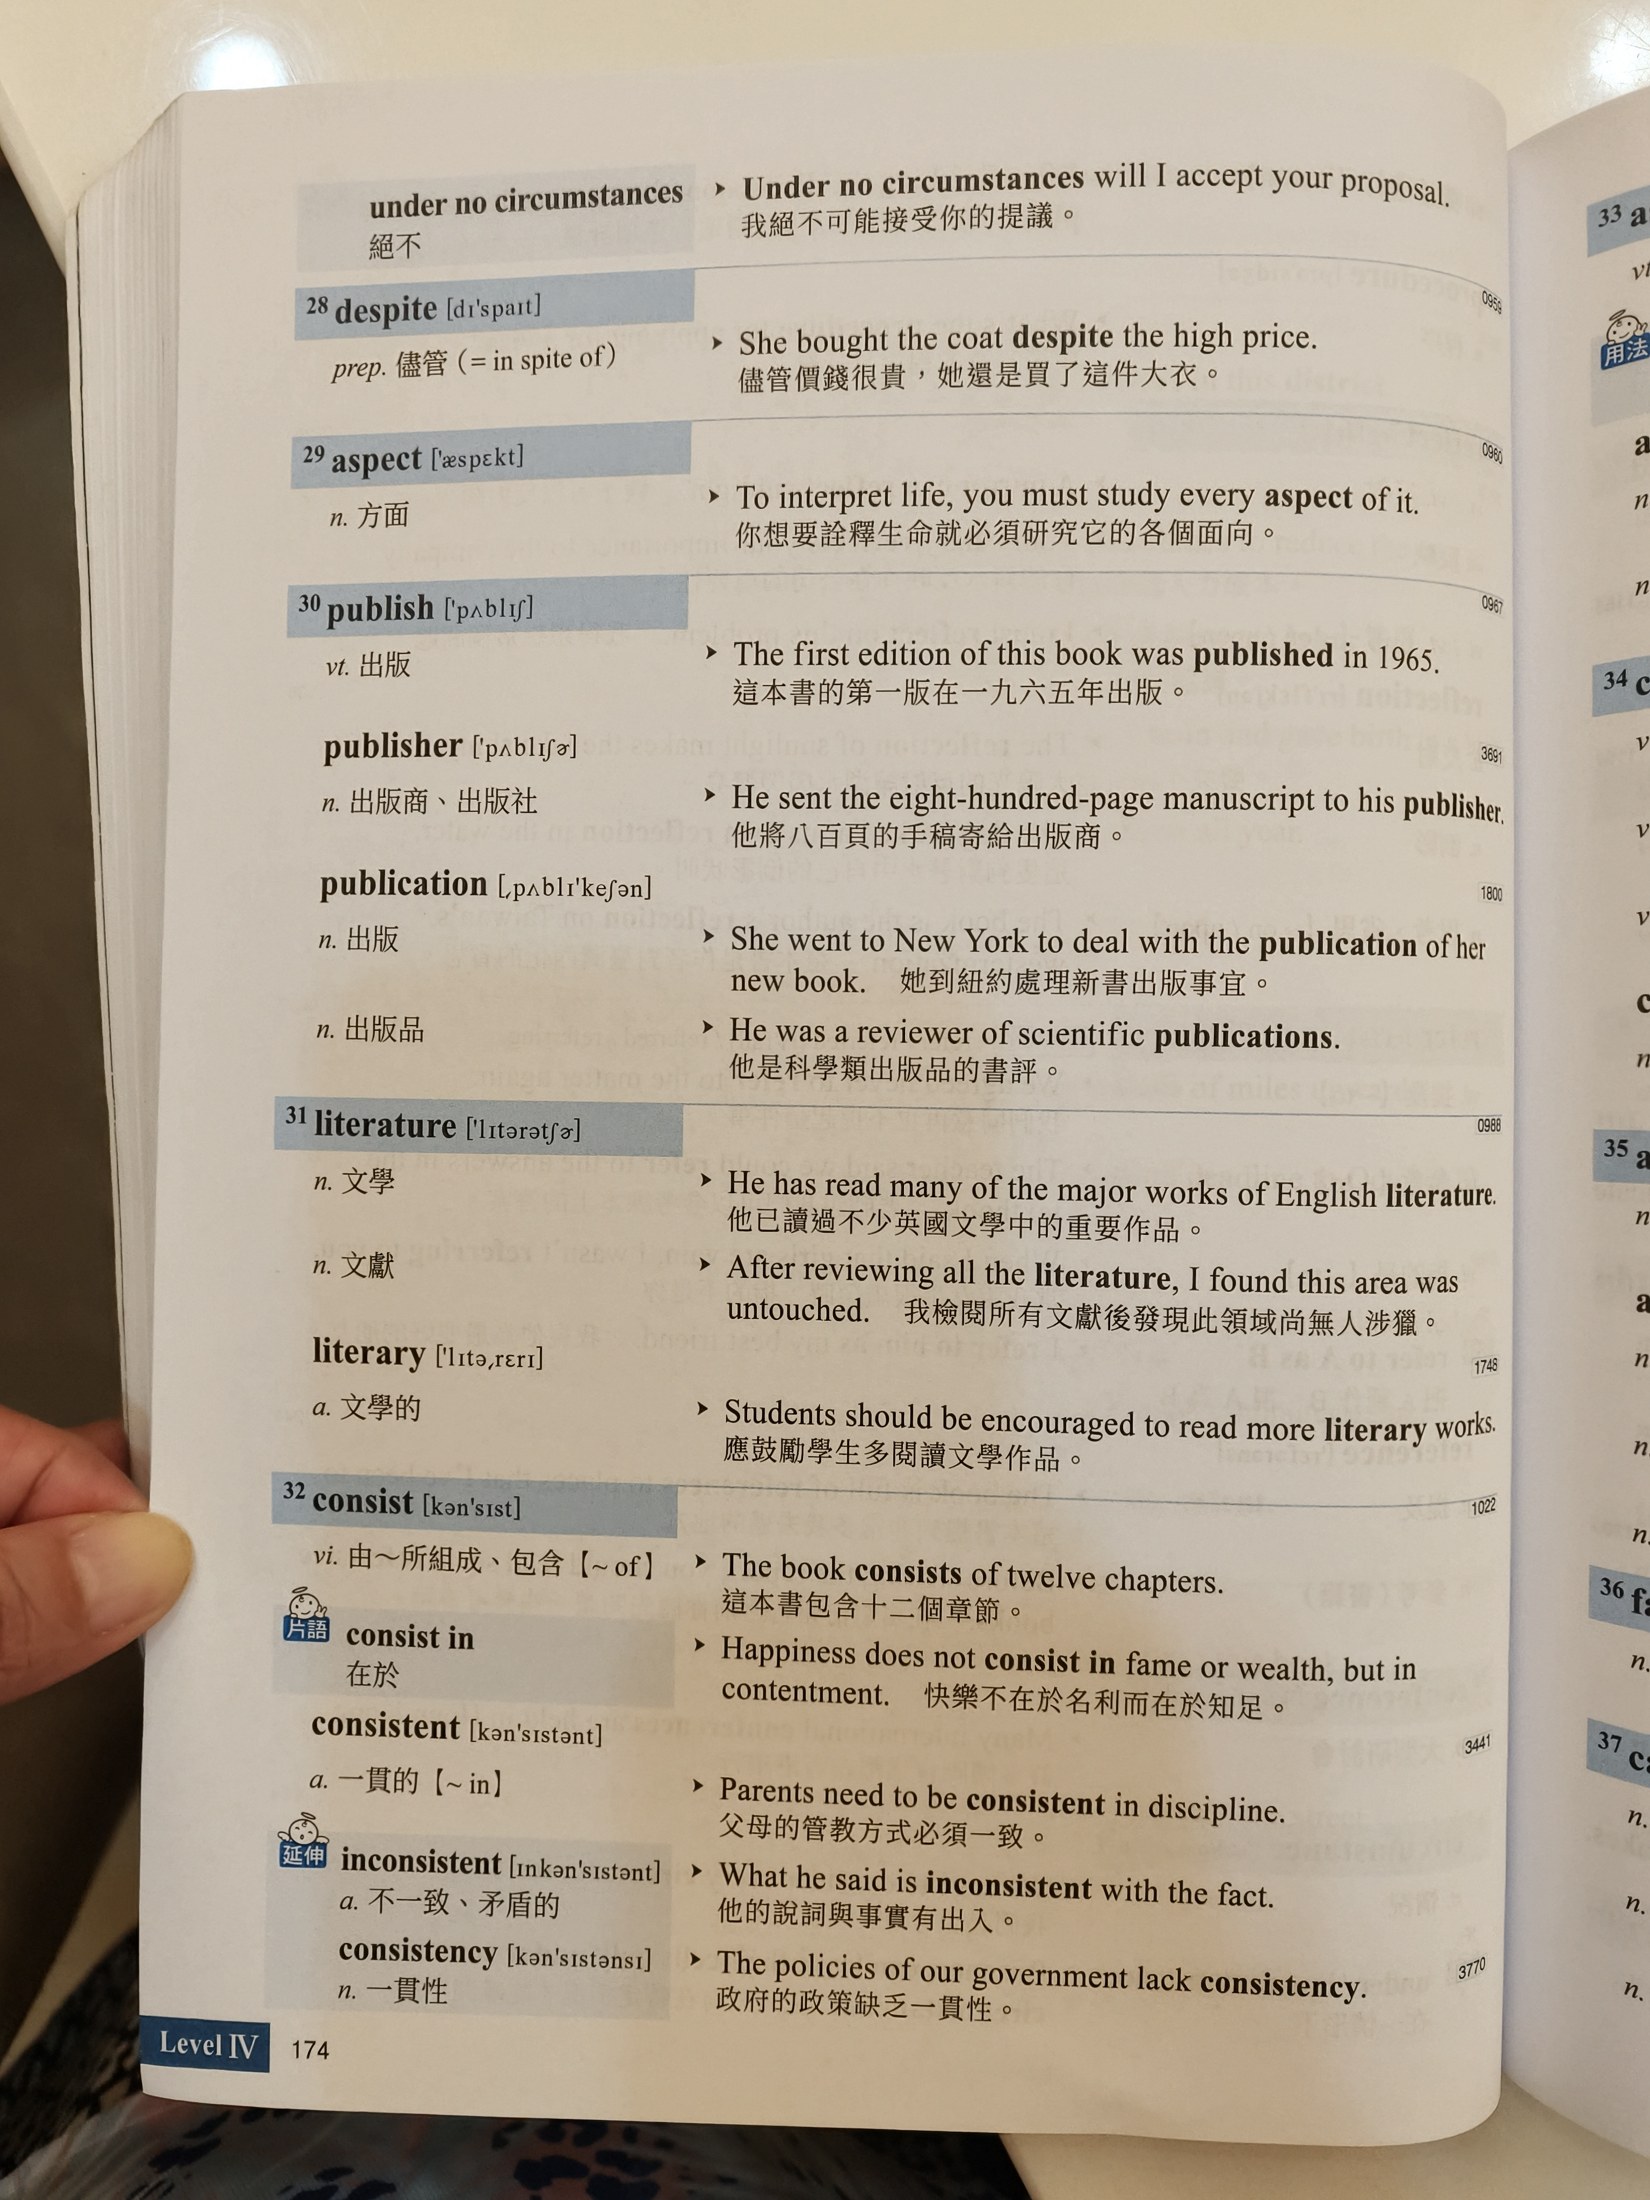 under no circumstances ➤ Under no circumstances will I accept your proposal.
絕不 我絕不可能接受你的提議。
28 despite [dɪ'spaɪt] 0959
prep. 儘管（= in spite of） ➤ She bought the coat despite the high price.
儘管價錢很貴，她還是買了這件大衣。
29 aspect ['æspɛkt] 0960
n. 方面 ➤ To interpret life, you must study every aspect of it.
你想要詮釋生命就必須研究它的各個面向。
30 publish ['pʌblɪʃ] 0967
vt. 出版 ➤ The first edition of this book was published in 1965.
這本書的第一版在一九六五年出版。
publisher ['pʌblɪʃɚ] 3691
n. 出版商、出版社 ➤ He sent the eight-hundred-page manuscript to his publisher.
他將八百頁的手稿寄給出版商。
publication [ˌpʌblɪ'keʃən] 1800
n. 出版 ➤ She went to New York to deal with the publication of her
new book. 她到紐約處理新書出版事宜。
n. 出版品 ➤ He was a reviewer of scientific publications.
他是科學類出版品的書評。
31 literature ['lɪtərətʃɚ] 0988
n. 文學 ➤ He has read many of the major works of English literature.
他已讀過不少英國文學中的重要作品。
n. 文獻 ➤ After reviewing all the literature, I found this area was
untouched. 我檢閱所有文獻後發現此領域尚無人涉獵。
literary ['lɪtəˌrɛrɪ] 1748
a. 文學的 ➤ Students should be encouraged to read more literary works.
應鼓勵學生多閱讀文學作品。
32 consist [kən'sɪst] 1022
vi. 由～所組成、包含【~ of】 ➤ The book consists of twelve chapters.
這本書包含十二個章節。
片語 consist in ➤ Happiness does not consist in fame or wealth, but in
在於 contentment. 快樂不在於名利而在於知足。
consistent [kən'sɪstənt] 3441
a. 一貫的【~ in】 ➤ Parents need to be consistent in discipline.
父母的管教方式必須一致。
延伸 inconsistent [ɪnkən'sɪstənt] ➤ What he said is inconsistent with the fact.
a. 不一致、矛盾的 他的說詞與事實有出入。
consistency [kən'sɪstənsɪ] ➤ The policies of our government lack consistency. 3770
n. 一貫性 政府的政策缺乏一貫性。
Level IV 174
33 a
用法
n
n
34 c
v
v
v
n
35 a
n
a
n
n.
n.
36 fa
n.
37 ca
n.
n.
n.